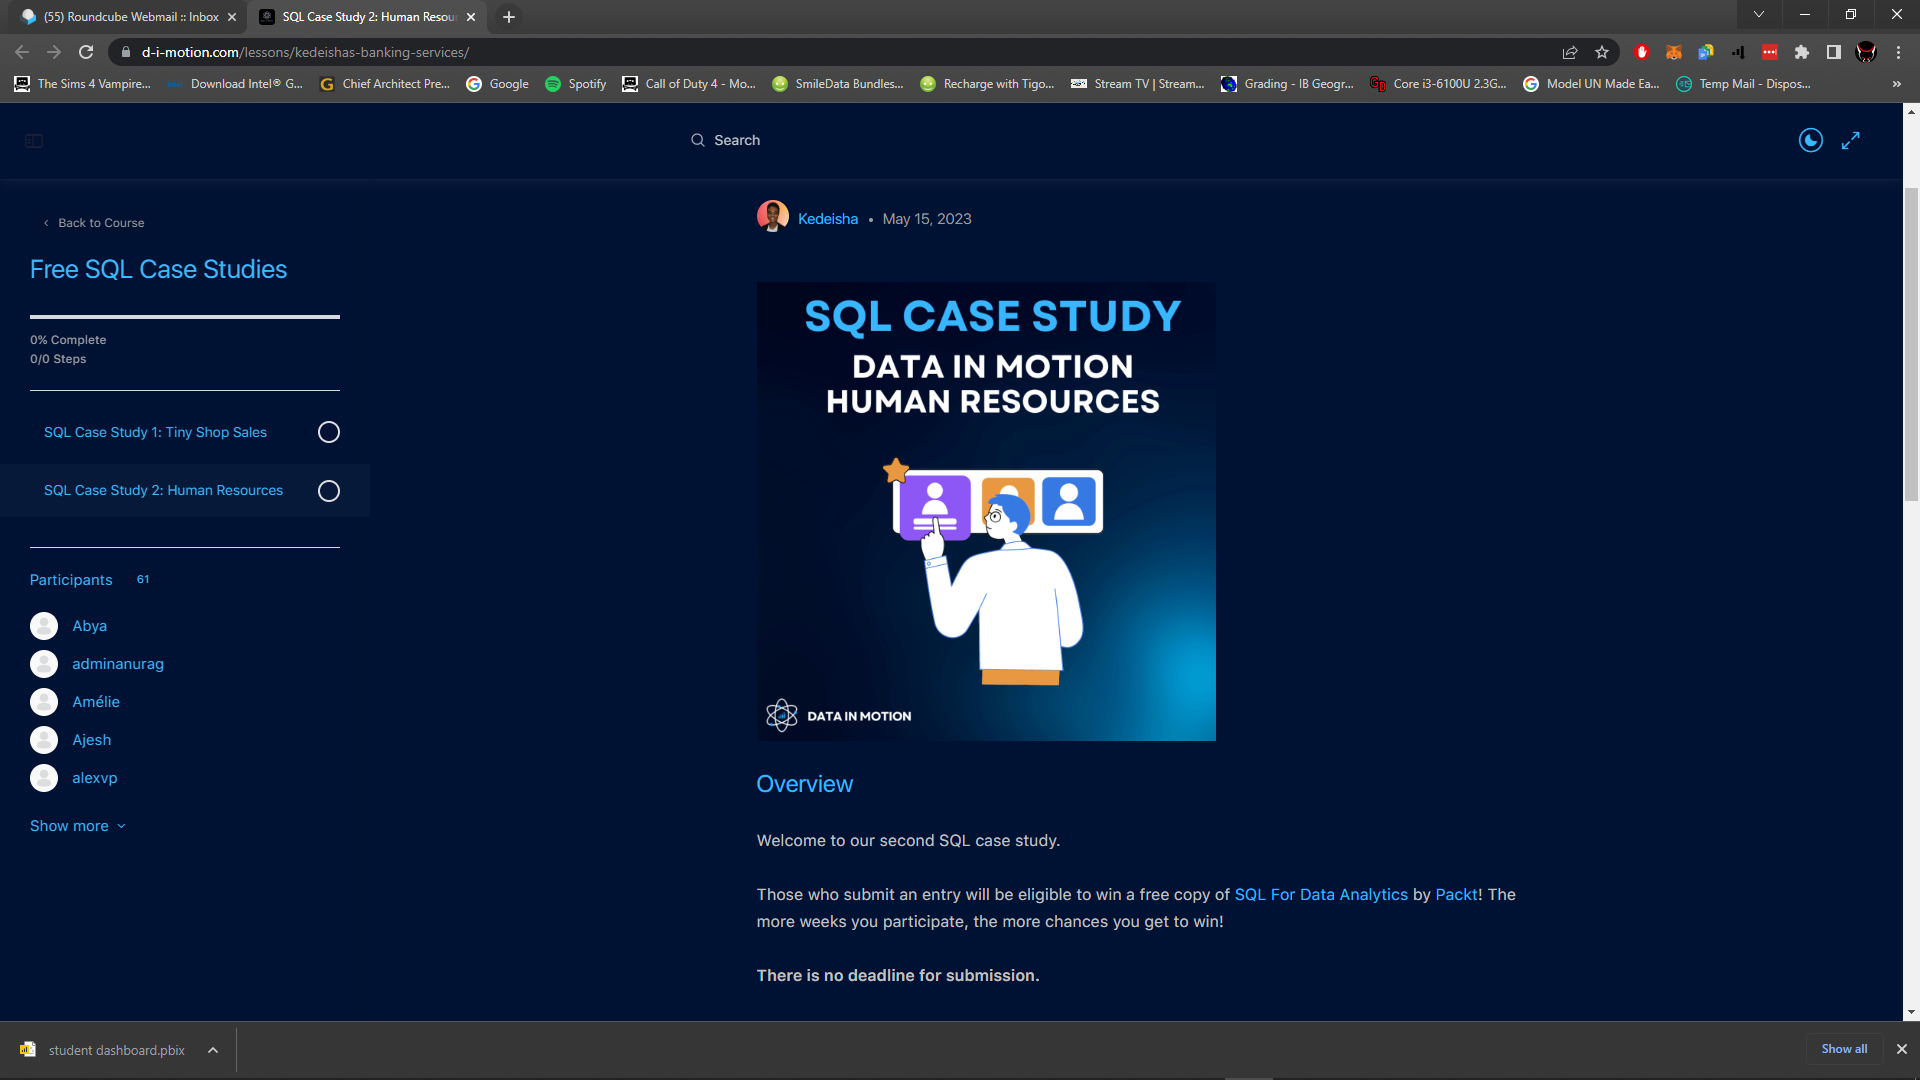 (55) Roundcube Webmail :: Inbox
SQL Case Study 2: Human Resou
d-i-motion.com/lessons/kedeishas-banking-services/
The Sims 4 Vampire...
Download Intel® G...
Chief Architect Pre...
Google
Spotify
Call of Duty 4 - Mo...
SmileData Bundles...
Recharge with Tigo...
Stream TV | Stream...
Grading - IB Geogr...
Core i3-6100U 2.3G...
Model UN Made Ea...
Temp Mail - Dispos...
»
Search
Back to Course
Free SQL Case Studies
0% Complete
0/0 Steps
SQL Case Study 1: Tiny Shop Sales
SQL Case Study 2: Human Resources
Participants 61
Abya
adminanurag
Amélie
Ajesh
alexvp
Show more
Kedeisha • May 15, 2023
SQL CASE STUDY
DATA IN MOTION
HUMAN RESOURCES
DATA IN MOTION
Overview
Welcome to our second SQL case study.
Those who submit an entry will be eligible to win a free copy of SQL For Data Analytics by Packt! The
more weeks you participate, the more chances you get to win!
There is no deadline for submission.
student dashboard.pbix
Show all